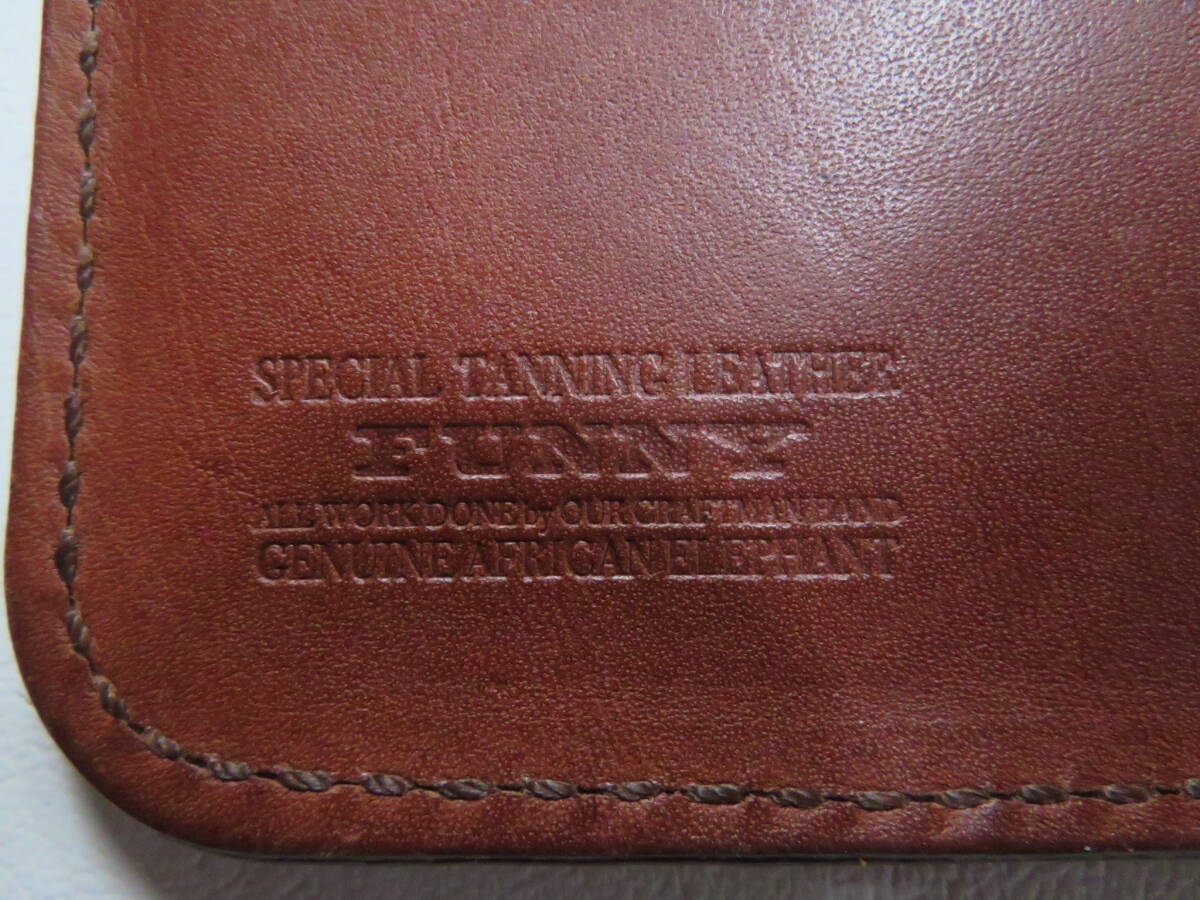 SPECIAL TANNING LEATHER
FUNNY
ALL WORK DONE by OUR CRAFTMAN HAND
GENUINE AFRICAN ELEPHANT